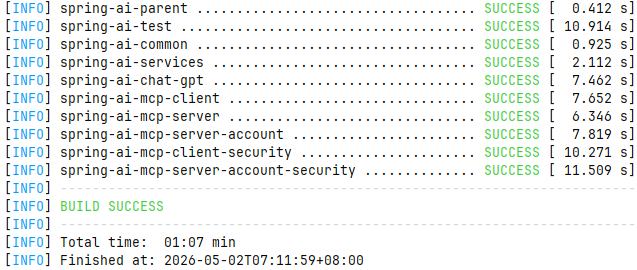 [INFO] spring-ai-parent ................................... SUCCESS [  0.412 s]
[INFO] spring-ai-test ..................................... SUCCESS [ 10.914 s]
[INFO] spring-ai-common ................................... SUCCESS [  0.925 s]
[INFO] spring-ai-services ................................. SUCCESS [  2.112 s]
[INFO] spring-ai-chat-gpt ................................. SUCCESS [  7.462 s]
[INFO] spring-ai-mcp-client ............................... SUCCESS [  7.652 s]
[INFO] spring-ai-mcp-server ............................... SUCCESS [  6.346 s]
[INFO] spring-ai-mcp-server-account ....................... SUCCESS [  7.819 s]
[INFO] spring-ai-mcp-client-security ...................... SUCCESS [ 10.271 s]
[INFO] spring-ai-mcp-server-account-security .............. SUCCESS [ 11.509 s]
[INFO] ------------------------------------------------------------------------
[INFO] BUILD SUCCESS
[INFO] ------------------------------------------------------------------------
[INFO] Total time:  01:07 min
[INFO] Finished at: 2026-05-02T07:11:59+08:00